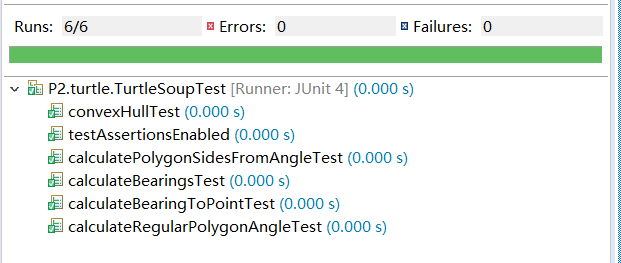 Runs: 6/6 Errors: 0 Failures: 0
P2.turtle.TurtleSoupTest [Runner: JUnit 4] (0.000 s)
convexHullTest (0.000 s)
testAssertionsEnabled (0.000 s)
calculatePolygonSidesFromAngleTest (0.000 s)
calculateBearingsTest (0.000 s)
calculateBearingToPointTest (0.000 s)
calculateRegularPolygonAngleTest (0.000 s)